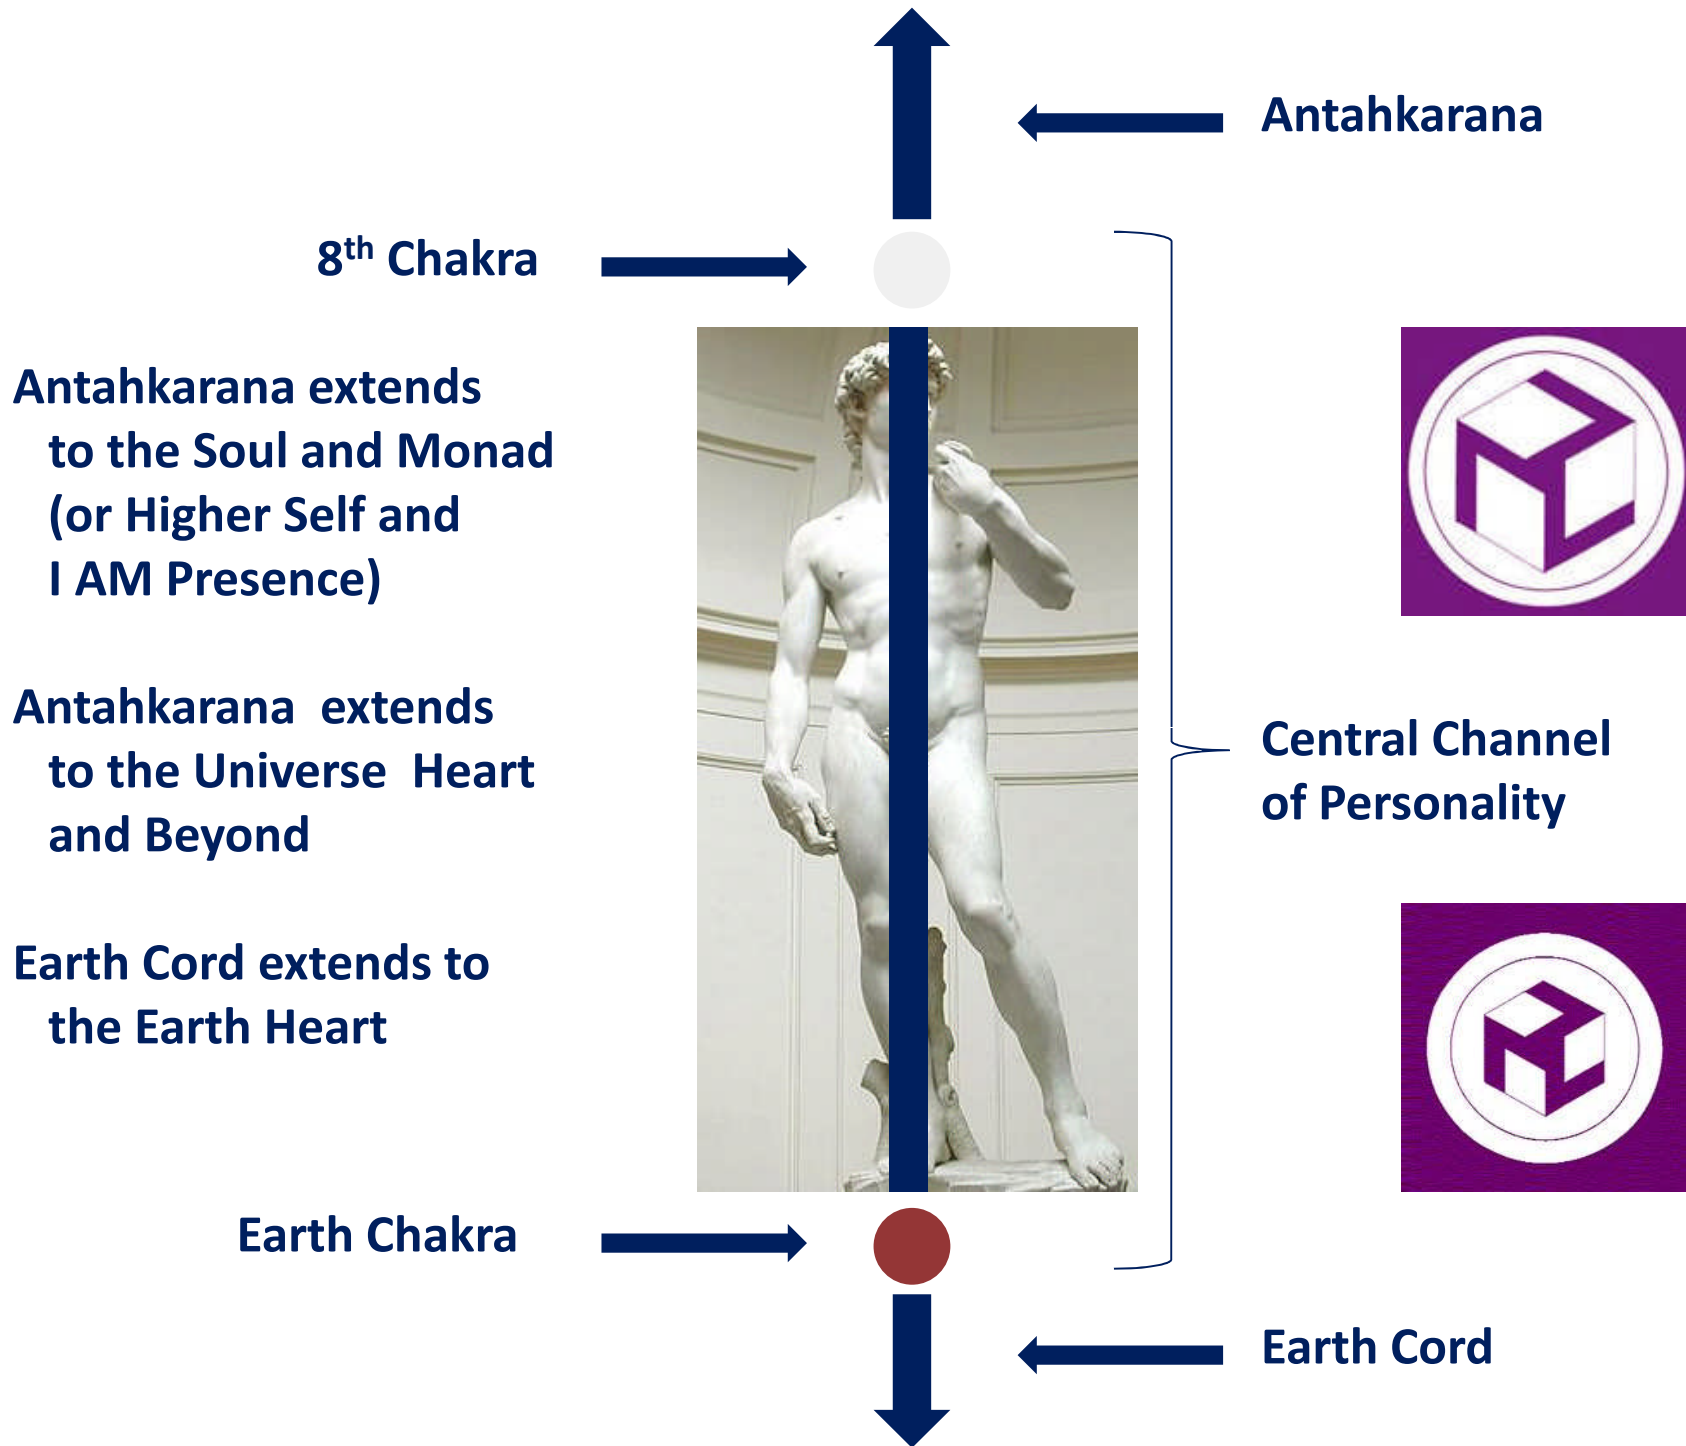 Antahkarana
8th Chakra
Antahkarana extends
to the Soul and Monad
(or Higher Self and
I AM Presence)
Antahkarana extends
to the Universe Heart
and Beyond
Central Channel
of Personality
Earth Cord extends to
the Earth Heart
Earth Chakra
Earth Cord